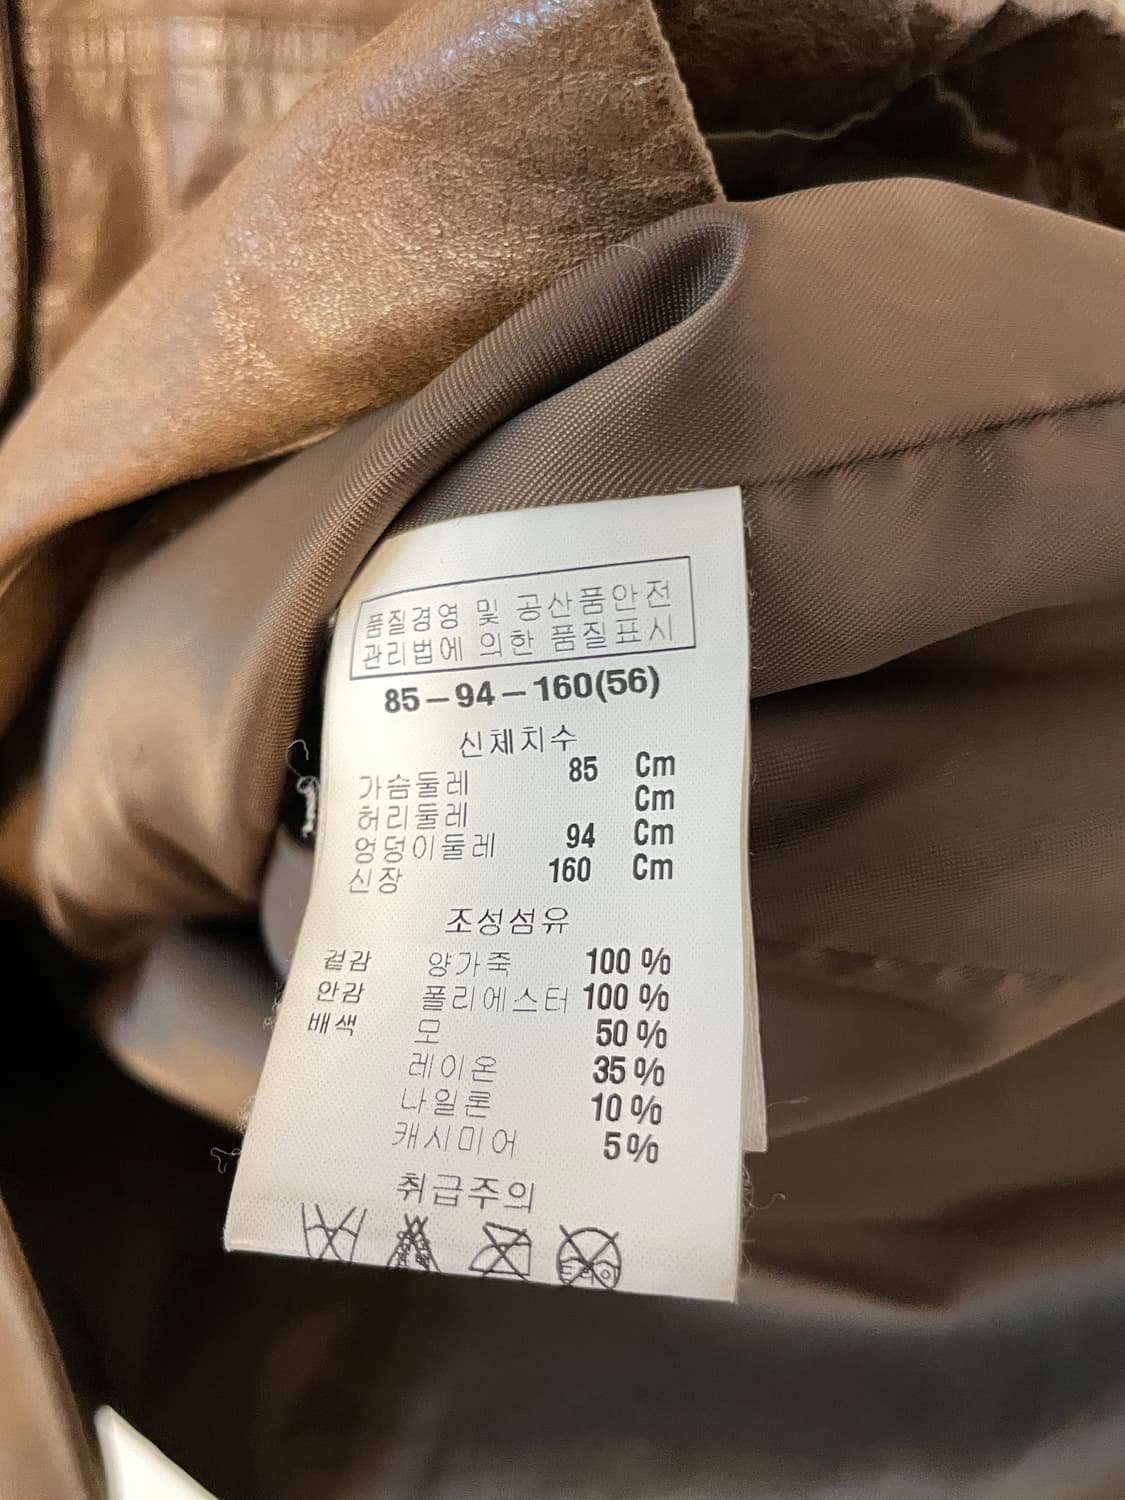 품질경영 및 공산품안전
관리법에 의한 품질표시
85-94-160(56)
신체치수
가슴둘레 85 Cm
허리둘레 Cm
엉덩이둘레 94 Cm
신장 160 Cm
조성섬유
겉감 양가죽 100 %
안감 폴리에스터 100 %
배색 모 50 %
레이온 35 %
나일론 10 %
캐시미어 5%
취급주의
드라이